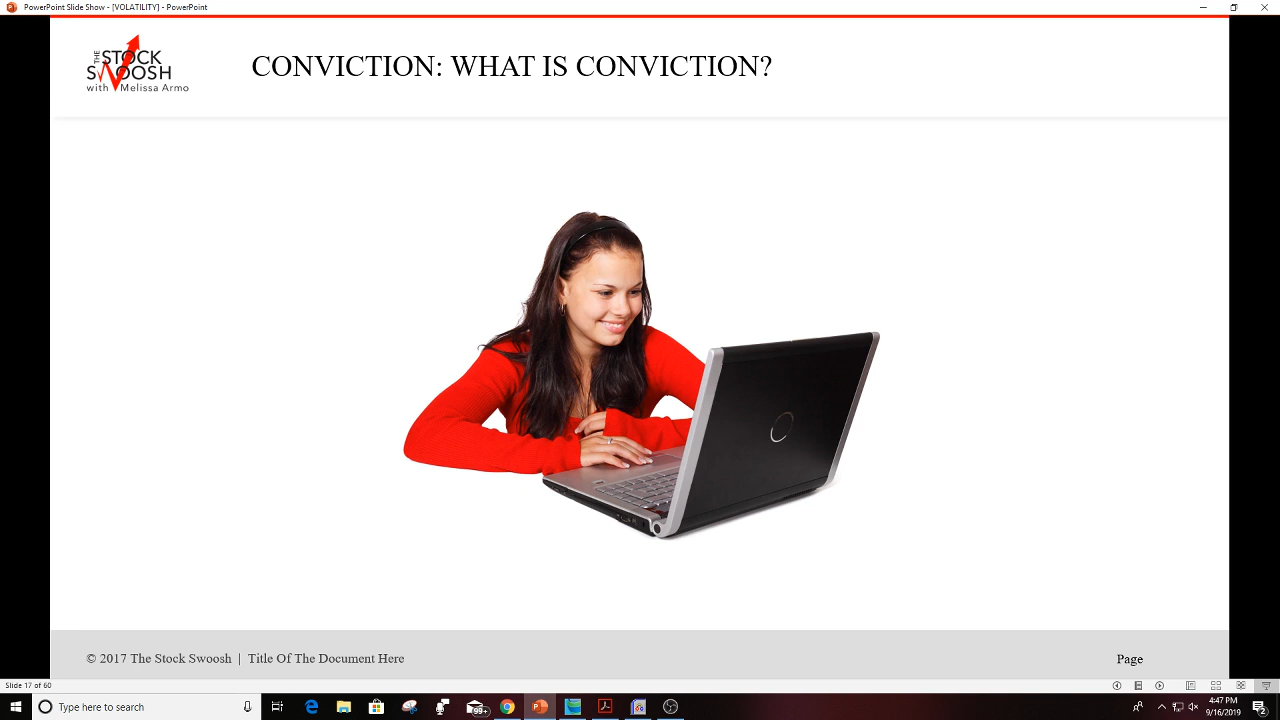 PowerPoint Slide Show - [VOLATILITY] - PowerPoint
THE
STOCK
SWOOSH
with Melissa Armo
CONVICTION: WHAT IS CONVICTION?
© 2017 The Stock Swoosh | Title Of The Document Here
Page
Slide 17 of 60
Type here to search
99+
4:47 PM
9/16/2019
2